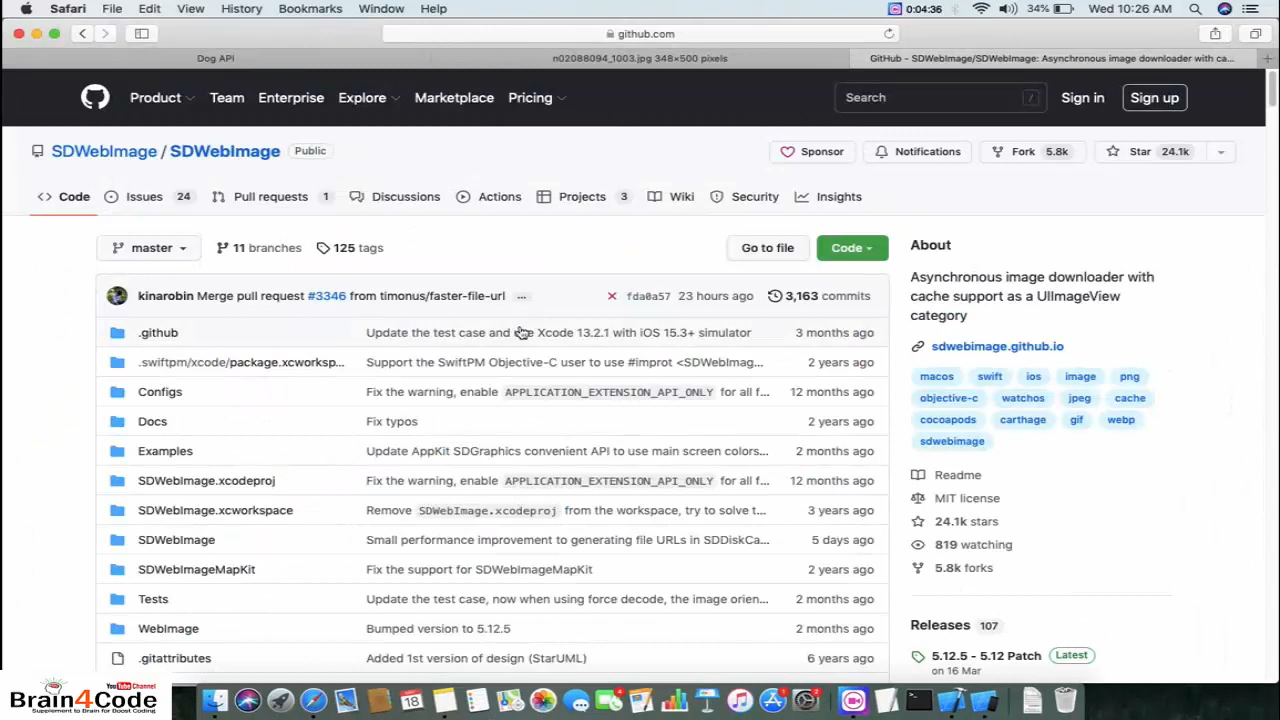 Safari File Edit View History Bookmarks Window Help 0:04:36 34% Wed 10:26 AM
github.com
Dog API n02088094_1003.jpg 348×500 pixels GitHub - SDWebImage/SDWebImage: Asynchronous image downloader with ca...
Product Team Enterprise Explore Marketplace Pricing Search / Sign in Sign up
SDWebImage / SDWebImage Public Sponsor Notifications Fork 5.8k Star 24.1k
Code Issues 24 Pull requests 1 Discussions Actions Projects 3 Wiki Security Insights
master 11 branches 125 tags Go to file Code
About
Asynchronous image downloader with
cache support as a UIImageView
category
sdwebimage.github.io
macos swift ios image png
objective-c watchos jpeg cache
cocoapods carthage gif webp
sdwebimage
Readme
MIT license
24.1k stars
819 watching
5.8k forks
Releases 107
5.12.5 - 5.12 Patch Latest
on 16 Mar
kinarobin Merge pull request #3346 from timonus/faster-file-url ... fda0a57 23 hours ago 3,163 commits
.github Update the test case and Xcode 13.2.1 with iOS 15.3+ simulator 3 months ago
.swiftpm/xcode/package.xcworksp... Support the SwiftPM Objective-C user to use #improt <SDWebImag... 2 years ago
Configs Fix the warning, enable APPLICATION_EXTENSION_API_ONLY for all f... 12 months ago
Docs Fix typos 2 years ago
Examples Update AppKit SDGraphics convenient API to use main screen colors... 2 months ago
SDWebImage.xcodeproj Fix the warning, enable APPLICATION_EXTENSION_API_ONLY for all f... 12 months ago
SDWebImage.xcworkspace Remove SDWebImage.xcodeproj from the workspace, try to solve t... 3 years ago
SDWebImage Small performance improvement to generating file URLs in SDDiskCa... 5 days ago
SDWebImageMapKit Fix the support for SDWebImageMapKit 2 years ago
Tests Update the test case, now when using force decode, the image orien... 2 months ago
WebImage Bumped version to 5.12.5 2 months ago
.gitattributes Added 1st version of design (StarUML) 6 years ago
YouTube Channel
Brain4Code
Supplement to Brain for Boost Coding